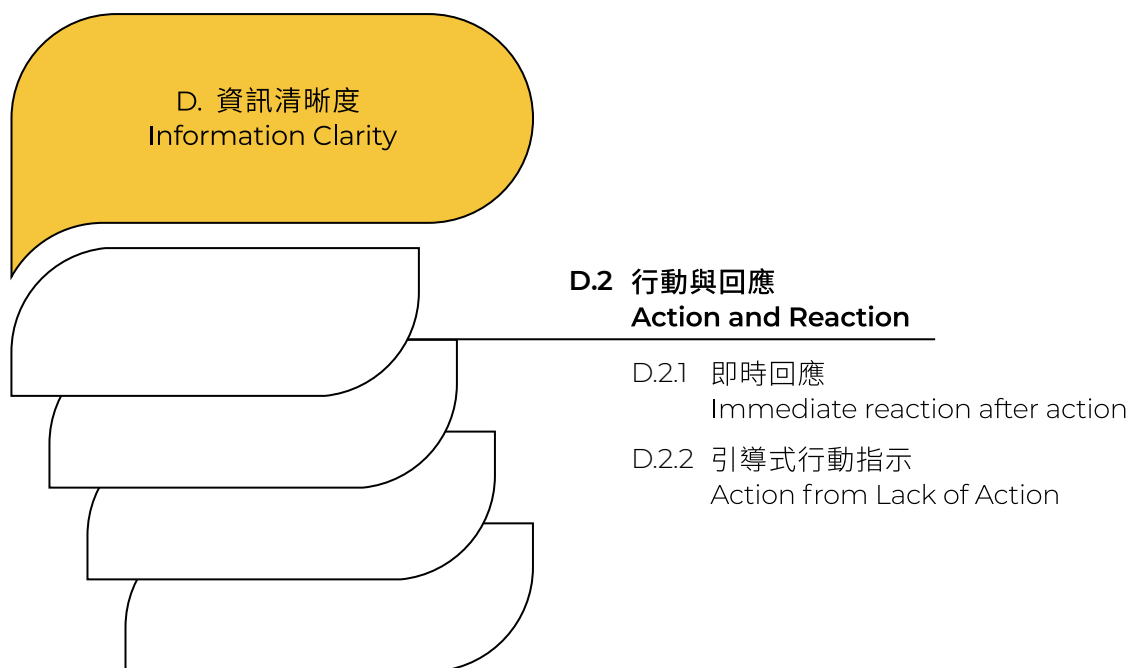 D. 資訊清晰度
Information Clarity
D.2 行動與回應
Action and Reaction
D.2.1 即時回應
Immediate reaction after action
D.2.2 引導式行動指示
Action from Lack of Action